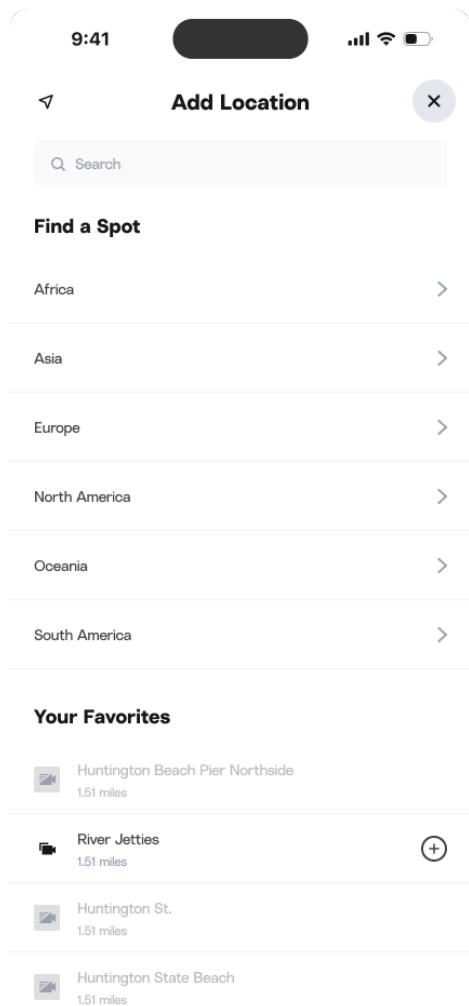 9:41
Add Location
Search
Find a Spot
Africa
Asia
Europe
North America
Oceania
South America
Your Favorites
Huntington Beach Pier Northside
1.51 miles
River Jetties
1.51 miles
Huntington St.
1.51 miles
Huntington State Beach
1.51 miles